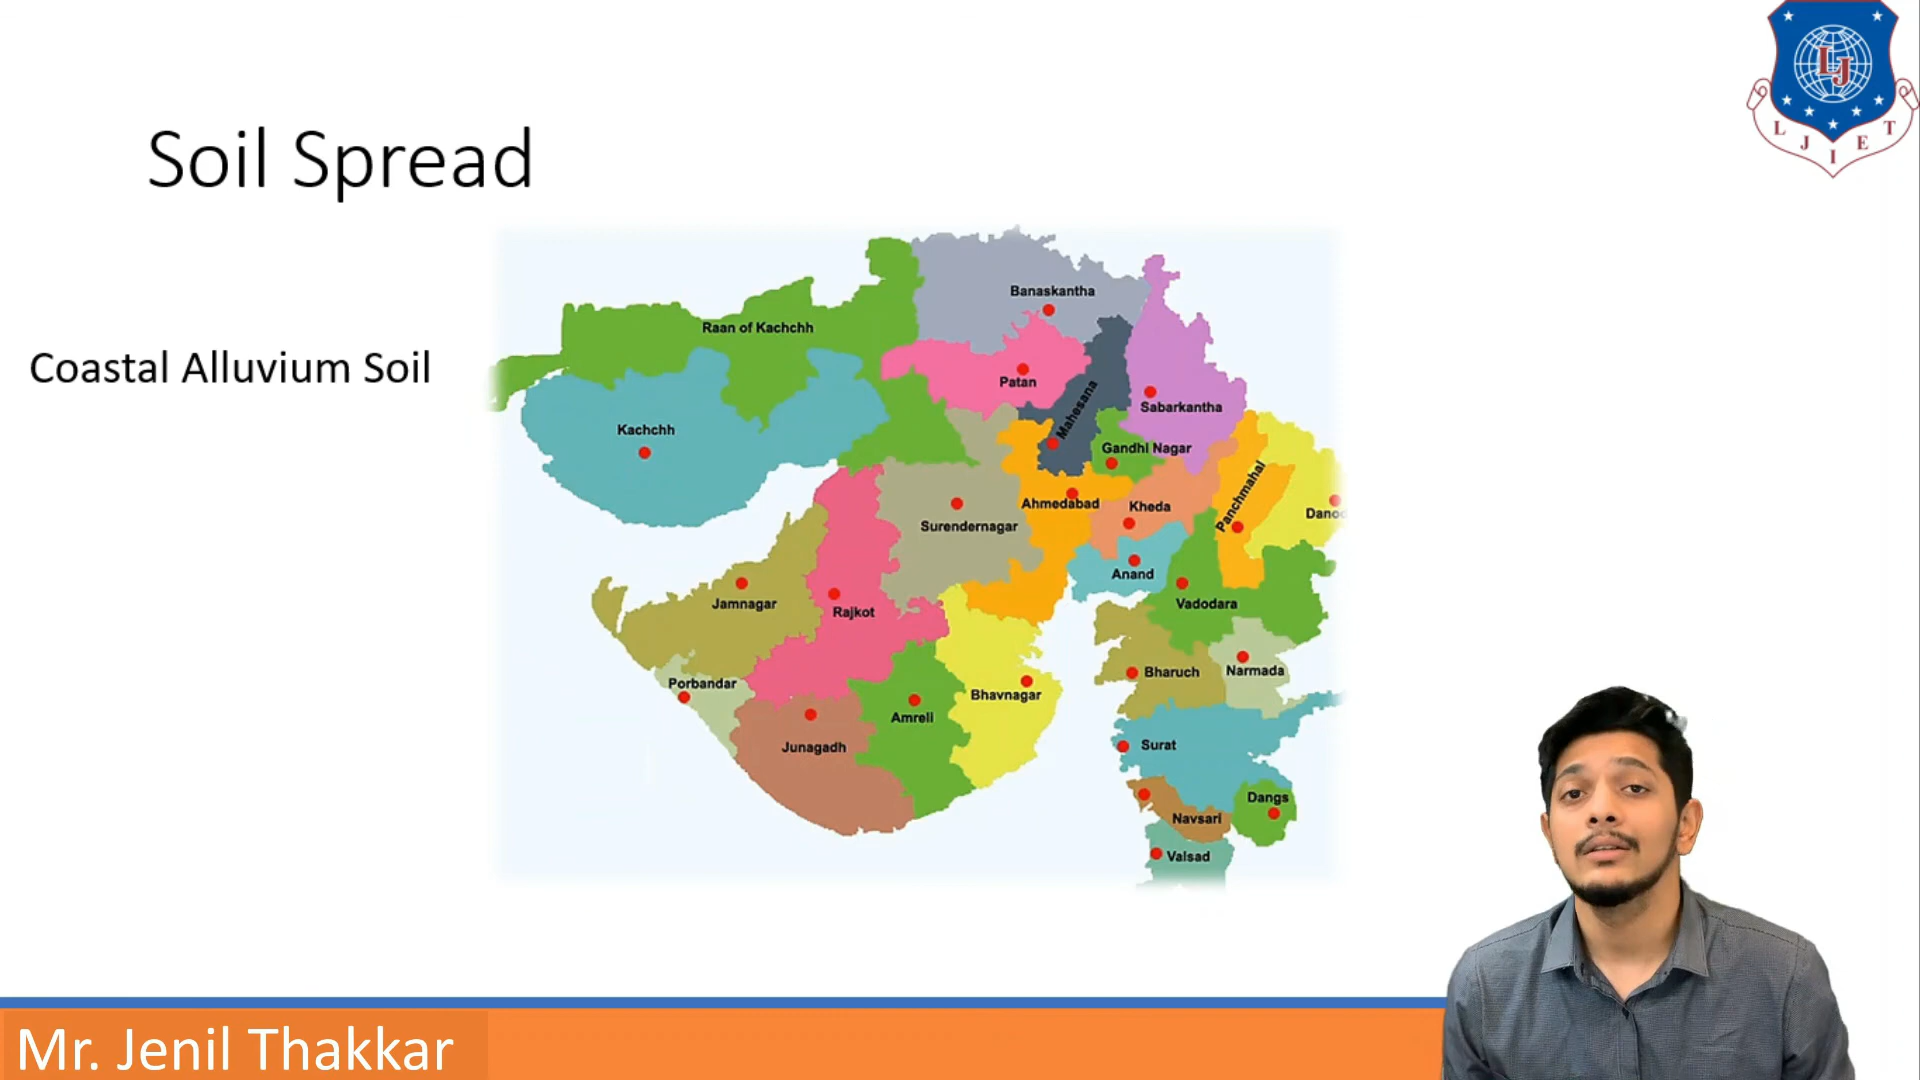 Soil Spread
LJ
L J I E T
Coastal Alluvium Soil
Banaskantha
Raan of Kachchh
Patan
Mahesana
Sabarkantha
Kachchh
Gandhi Nagar
Panchmahal
Surendernagar
Ahmedabad
Kheda
Anand
Jamnagar
Rajkot
Vadodara
Porbandar
Bhavnagar
Bharuch
Narmada
Amreli
Junagadh
Surat
Dangs
Navsari
Valsad
Mr. Jenil Thakkar